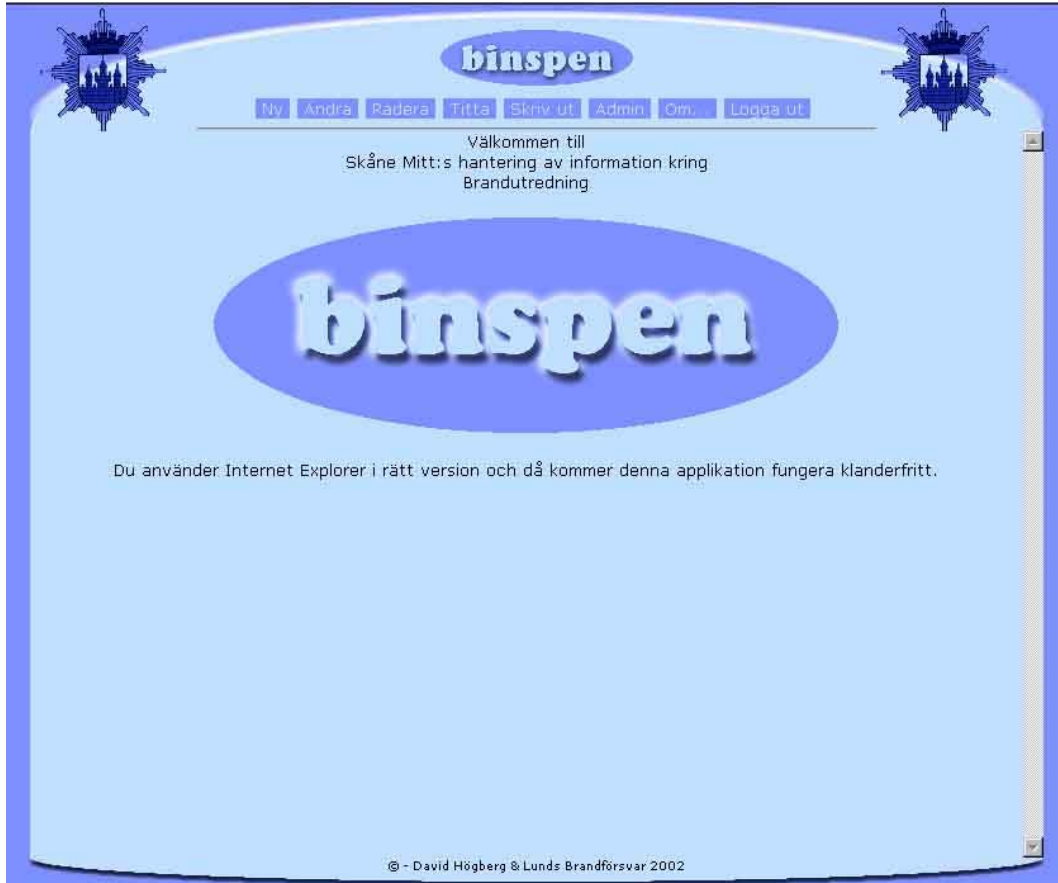 binspen
Ny Ändra Radera Titta Skriv ut Admin Om... Logga ut
Välkommen till
Skåne Mitt:s hantering av information kring
Brandutredning
binspen
Du använder Internet Explorer i rätt version och då kommer denna applikation fungera klanderfritt.
© - David Högberg & Lunds Brandförsvar 2002